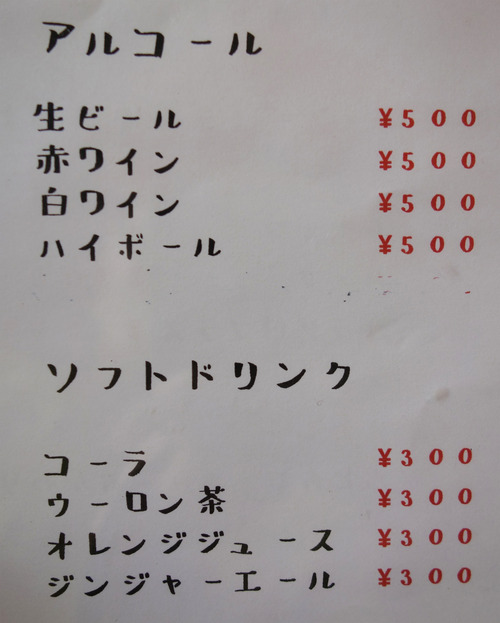 アルコール
生ビール ¥500
赤ワイン ¥500
白ワイン ¥500
ハイボール ¥500
ソフトドリンク
コーラ ¥300
ウーロン茶 ¥300
オレンジジュース ¥300
ジンジャーエール ¥300